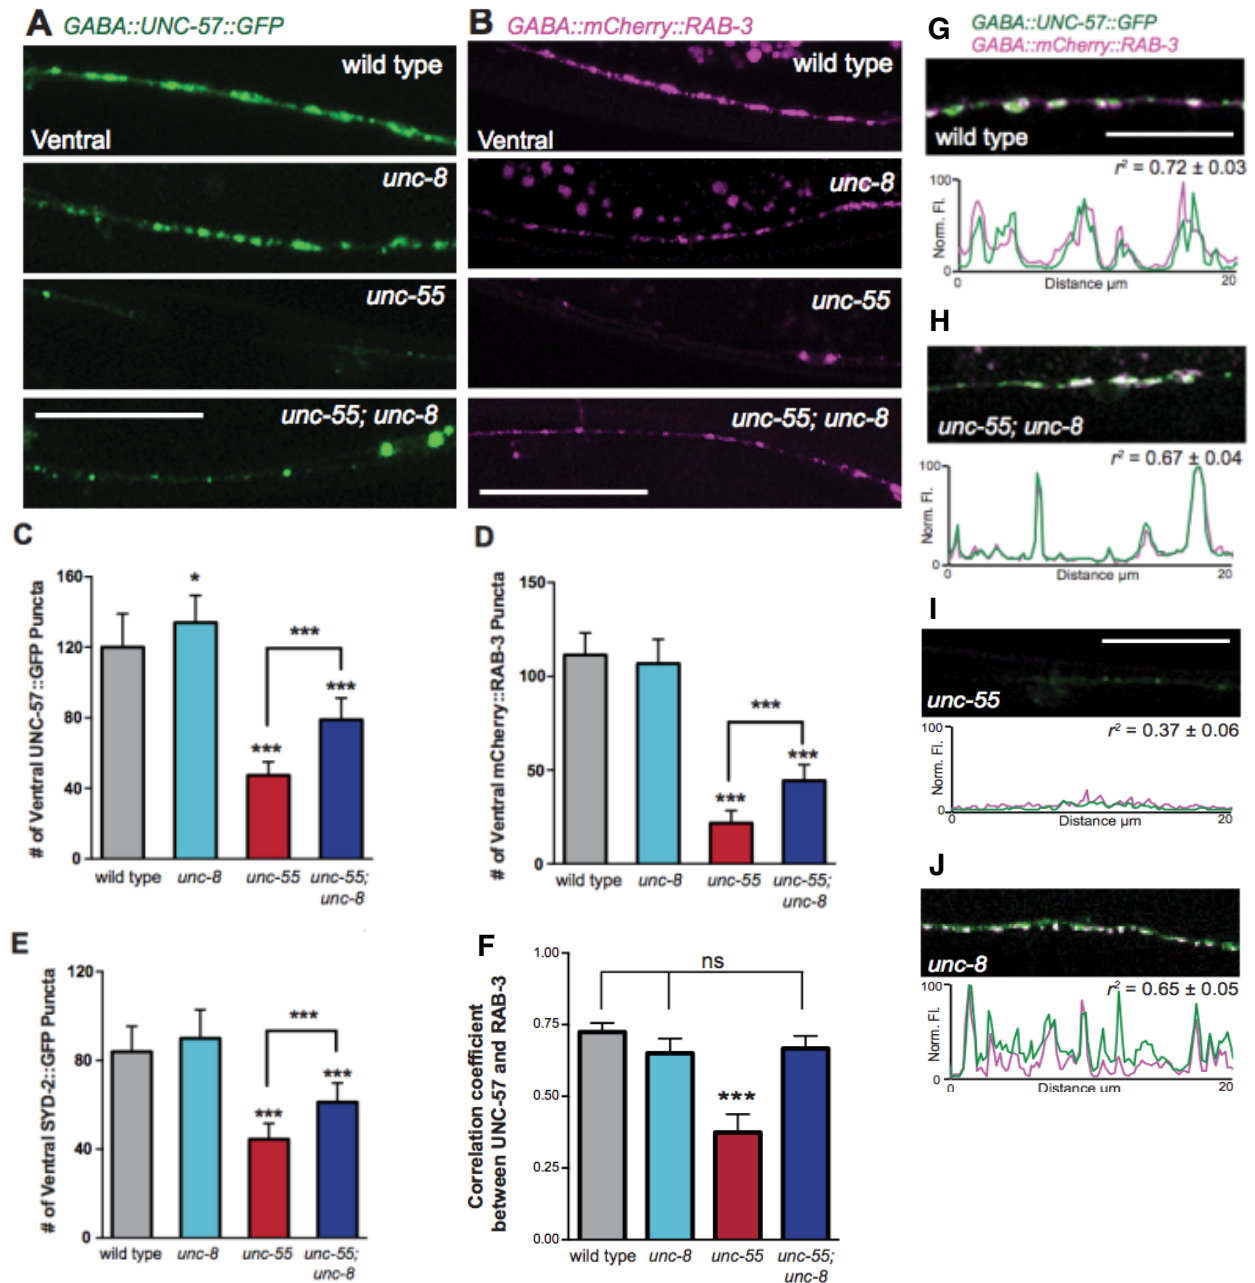 A GABA::UNC-57::GFP
wild type
Ventral
unc-8
unc-55
unc-55; unc-8
B GABA::mCherry::RAB-3
wild type
Ventral
unc-8
unc-55
unc-55; unc-8
C
# of Ventral UNC-57::GFP Puncta
160
120
80
40
0
*
***
***
***
wild type unc-8 unc-55 unc-55;
unc-8
D
# of Ventral mCherry::RAB-3 Puncta
150
100
50
0
***
***
***
wild type unc-8 unc-55 unc-55;
unc-8
E
# of Ventral SYD-2::GFP Puncta
120
80
40
0
***
***
***
wild type unc-8 unc-55 unc-55;
unc-8
F
Correlation coefficient
between UNC-57 and RAB-3
1.00
0.75
0.50
0.25
0.00
ns
***
wild type unc-8 unc-55 unc-55;
unc-8
G GABA::UNC-57::GFP
GABA::mCherry::RAB-3
wild type
r² = 0.72 ± 0.03
100
Norm. Fl.
0
0 Distance µm 20
H
unc-55; unc-8
r² = 0.67 ± 0.04
100
Norm. Fl.
0
0 Distance µm 20
I
unc-55
r² = 0.37 ± 0.06
100
Norm. Fl.
0
0 Distance µm 20
J
unc-8
r² = 0.65 ± 0.05
100
Norm. Fl.
0
0 Distance µm 20